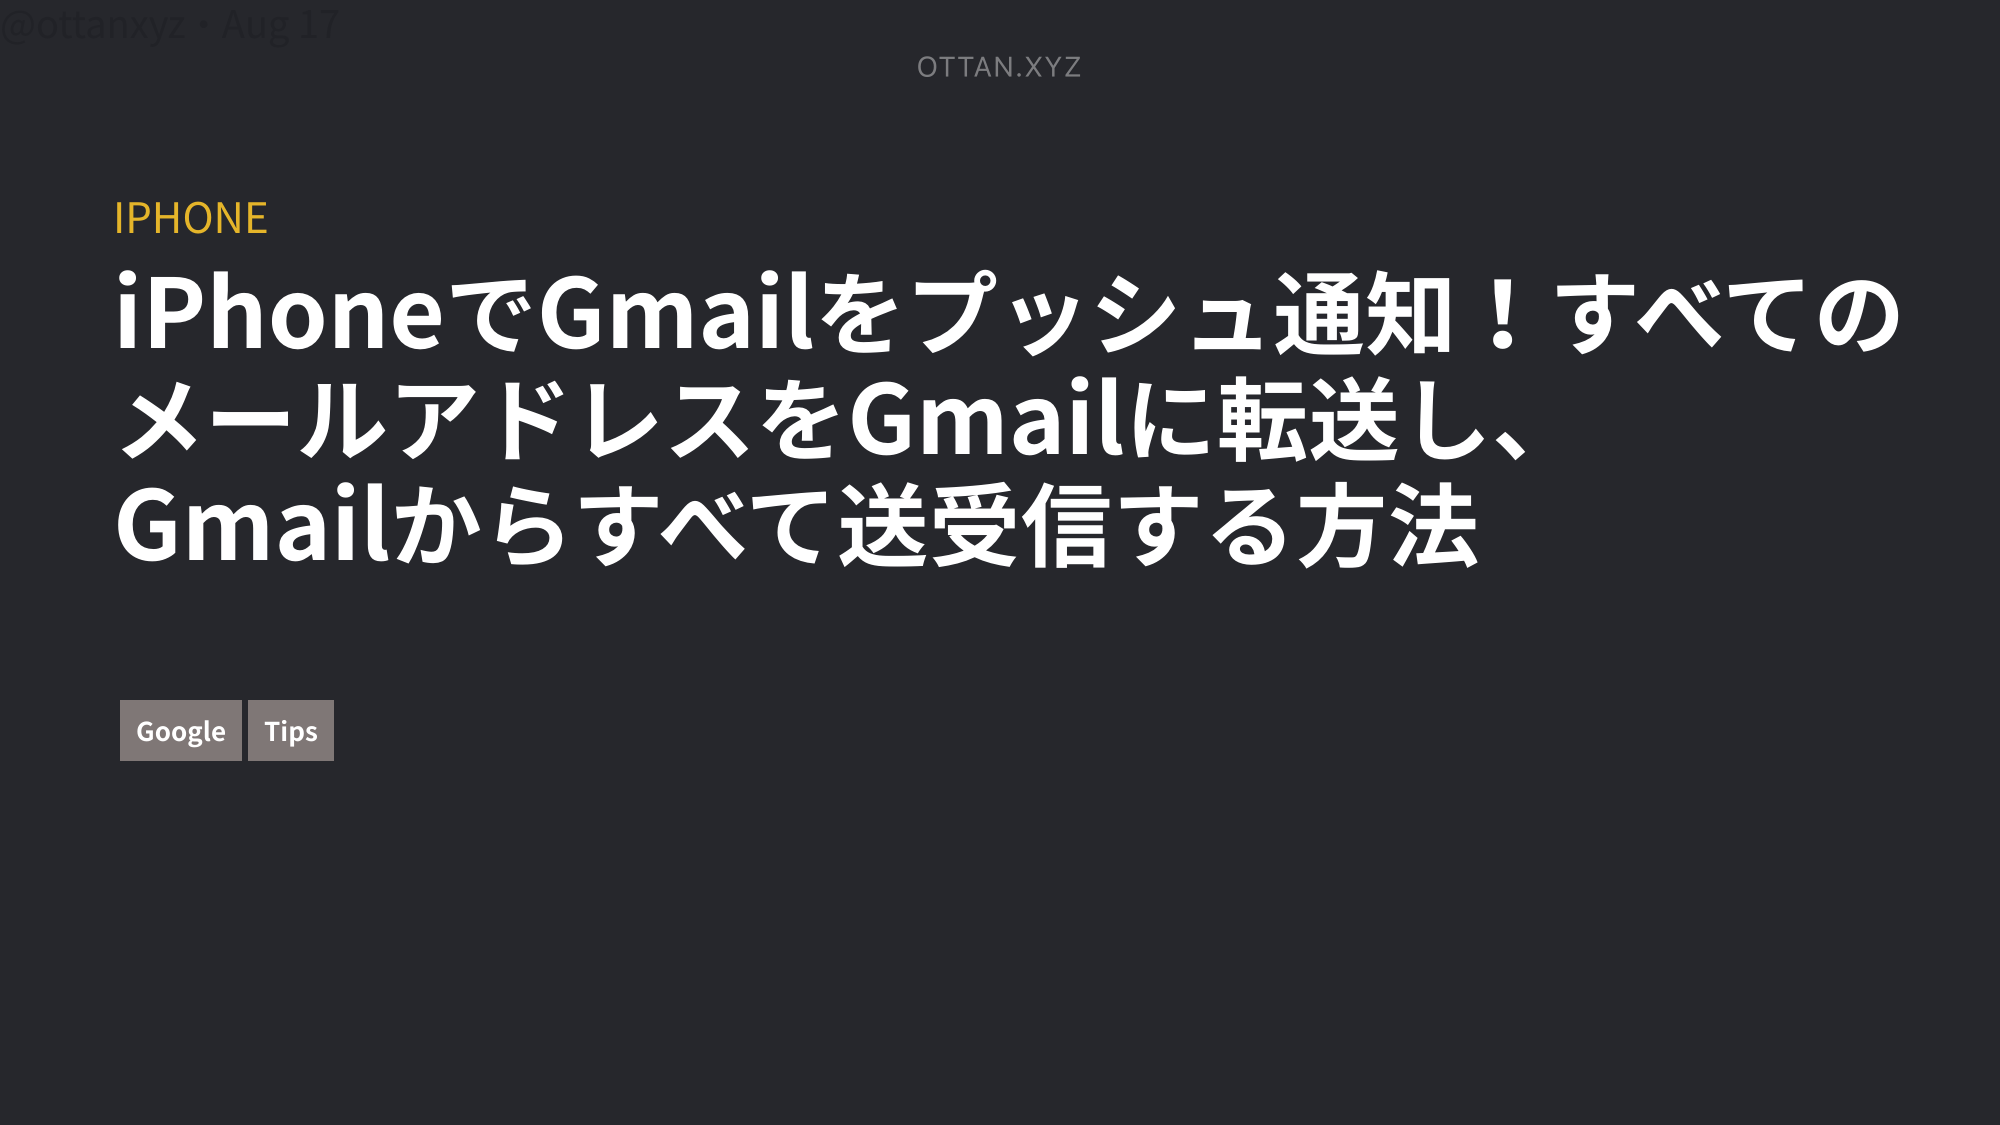 @ottanxyz・Aug 17
OTTAN.XYZ
IPHONE
iPhoneでGmailをプッシュ通知！すべての
メールアドレスをGmailに転送し、
Gmailからすべて送受信する方法
Google Tips